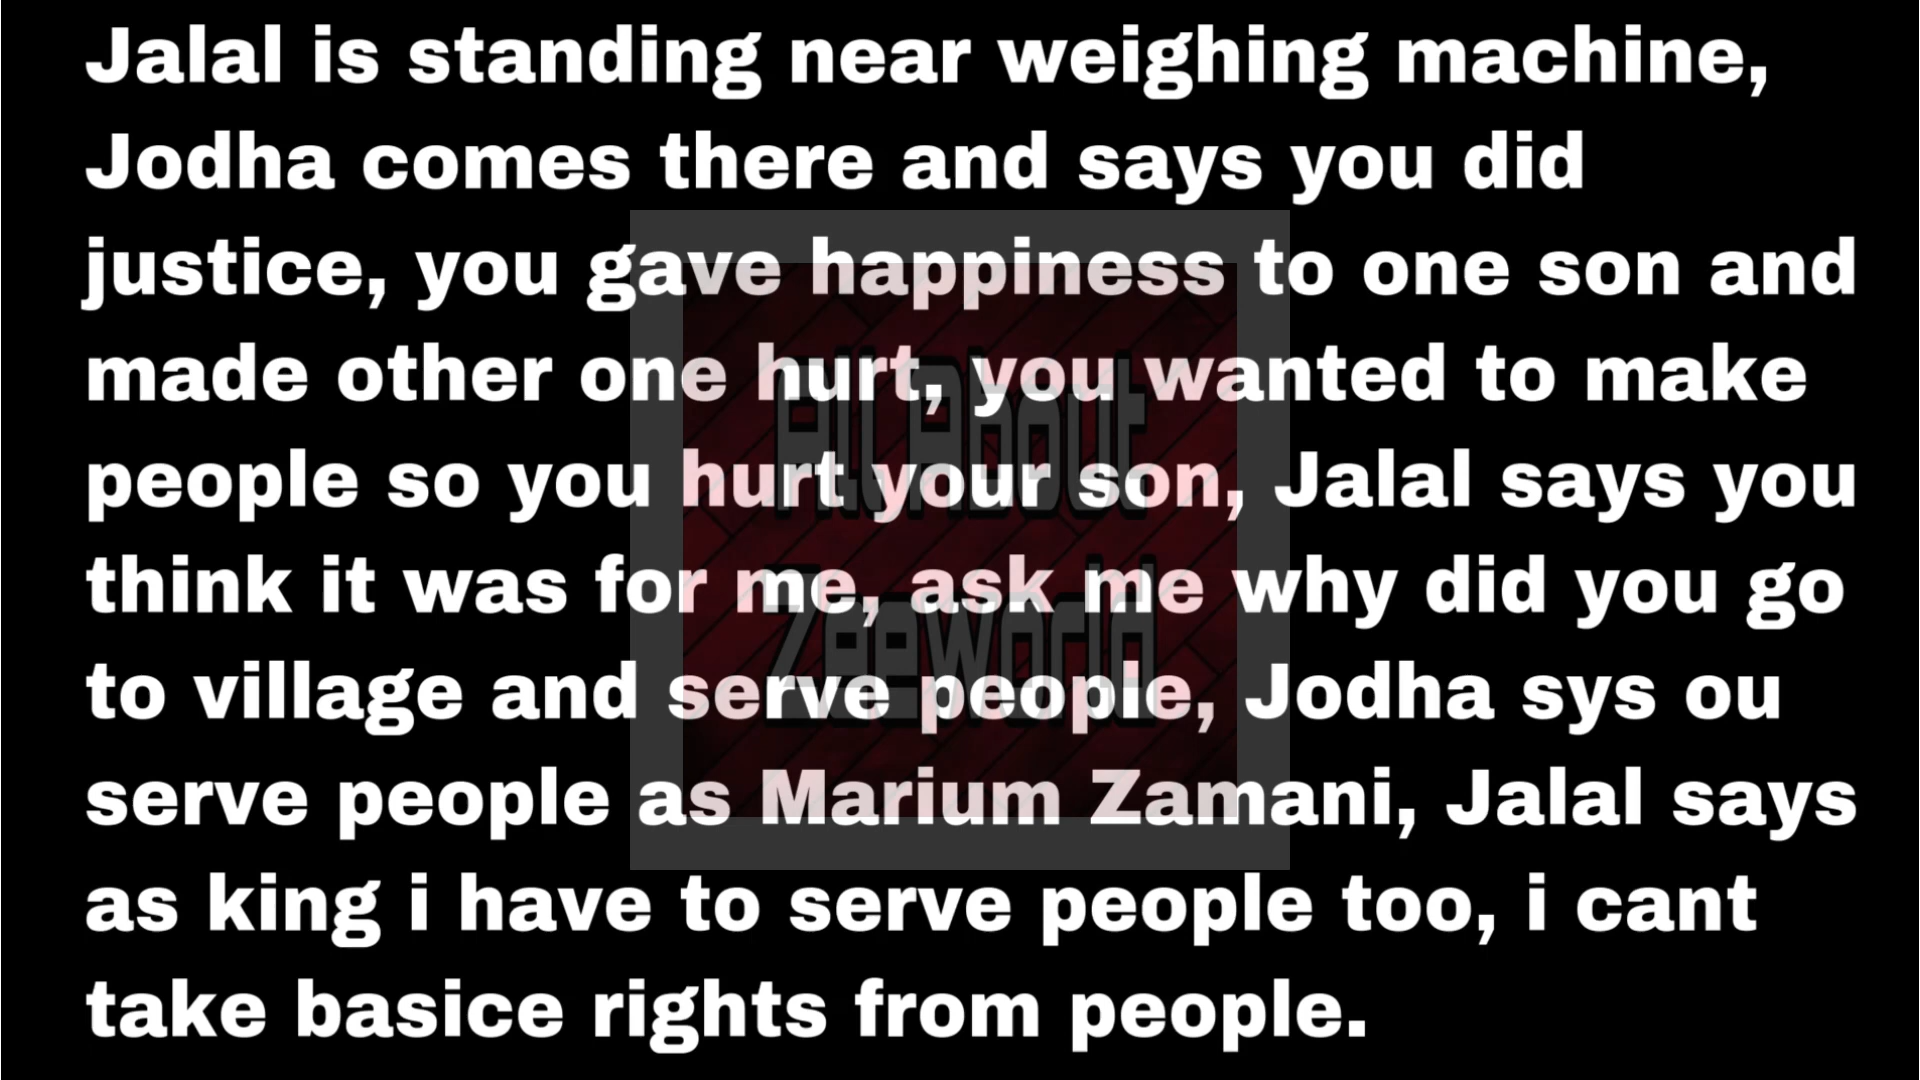 Jalal is standing near weighing machine,
Jodha comes there and says you did
justice, you gave happiness to one son and
made other one hurt, you wanted to make
people so you hurt your son, Jalal says you
think it was for me, ask me why did you go
to village and serve people, Jodha sys ou
serve people as Marium Zamani, Jalal says
as king i have to serve people too, i cant
take basice rights from people.
All About
Zeeworld